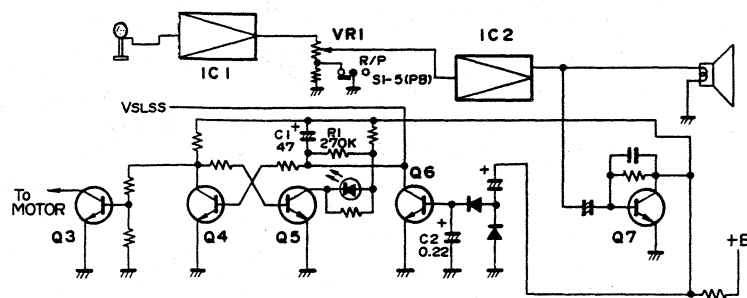 VR1
IC2
IC1
R/P
S1-5(PB)
VSLSS
C1 +
47
R1
270K
Q6
+
To
MOTOR
+
C2
0.22
Q3
Q4
Q5
Q7
+B